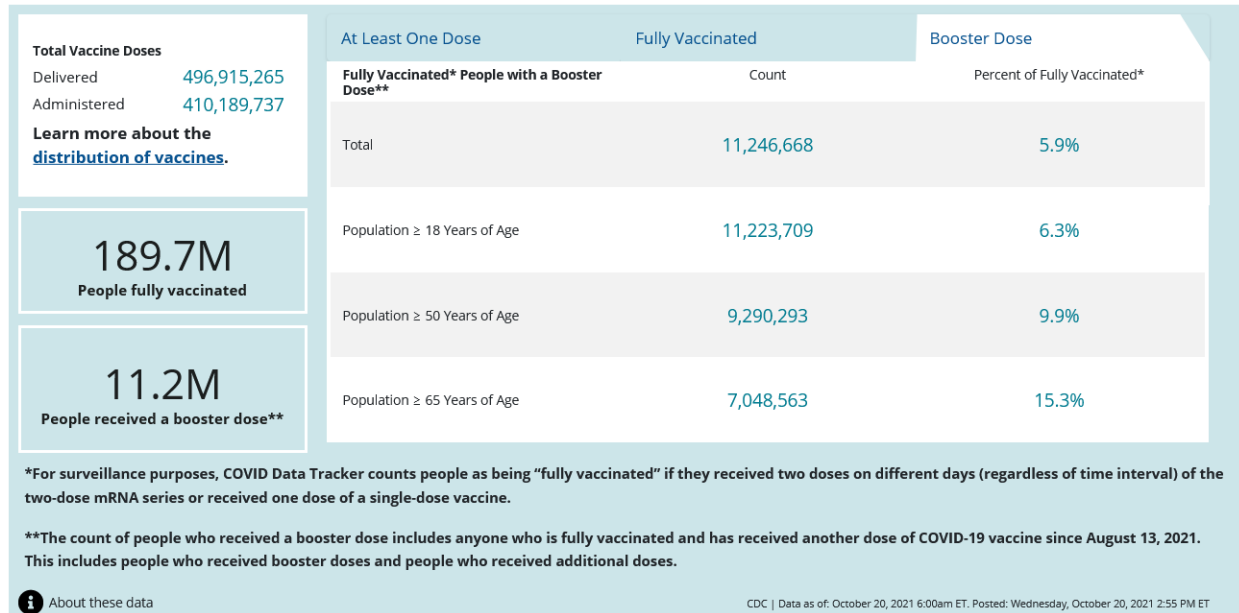 Total Vaccine Doses
Delivered 496,915,265
Administered 410,189,737
Learn more about the
distribution of vaccines.
189.7M
People fully vaccinated
11.2M
People received a booster dose**
At Least One Dose Fully Vaccinated Booster Dose
Fully Vaccinated* People with a Booster
Dose** Count Percent of Fully Vaccinated*
Total 11,246,668 5.9%
Population ≥ 18 Years of Age 11,223,709 6.3%
Population ≥ 50 Years of Age 9,290,293 9.9%
Population ≥ 65 Years of Age 7,048,563 15.3%
*For surveillance purposes, COVID Data Tracker counts people as being “fully vaccinated” if they received two doses on different days (regardless of time interval) of the
two-dose mRNA series or received one dose of a single-dose vaccine.
**The count of people who received a booster dose includes anyone who is fully vaccinated and has received another dose of COVID-19 vaccine since August 13, 2021.
This includes people who received booster doses and people who received additional doses.
About these data
CDC | Data as of: October 20, 2021 6:00am ET. Posted: Wednesday, October 20, 2021 2:55 PM ET